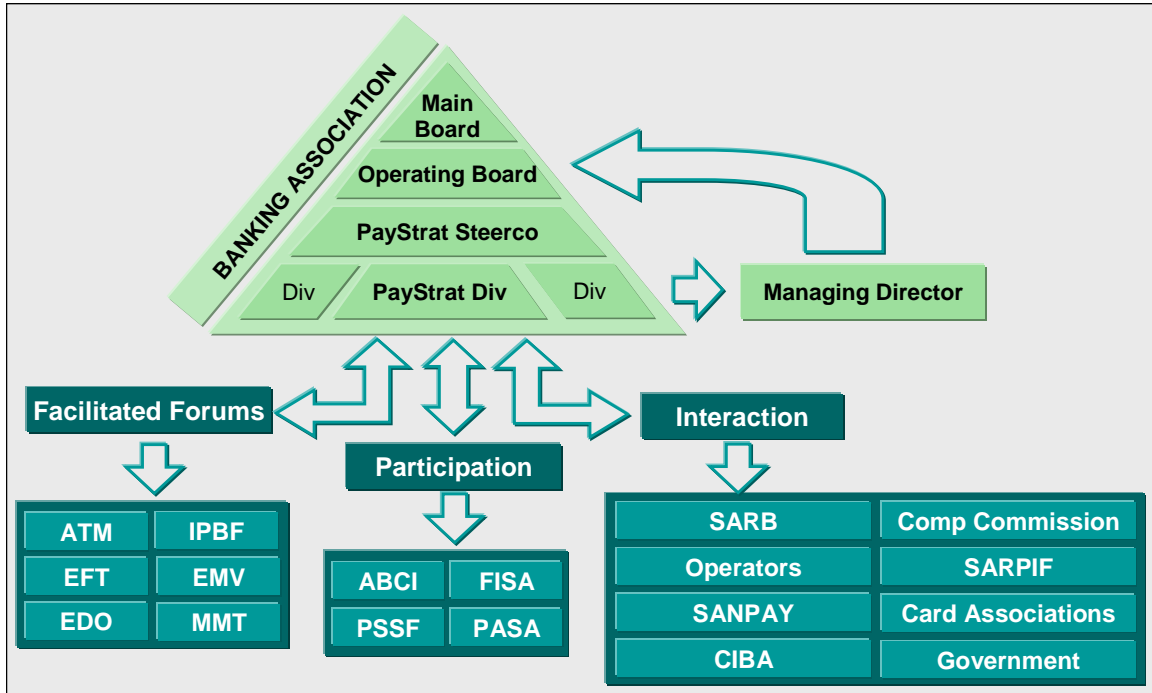 BANKING ASSOCIATION
Main
Board
Operating Board
PayStrat Steerco
Div
PayStrat Div
Div
Managing Director
Facilitated Forums
Participation
Interaction
ATM
IPBF
EFT
EMV
EDO
MMT
ABCI
FISA
PSSF
PASA
SARB
Comp Commission
Operators
SARPIF
SANPAY
Card Associations
CIBA
Government